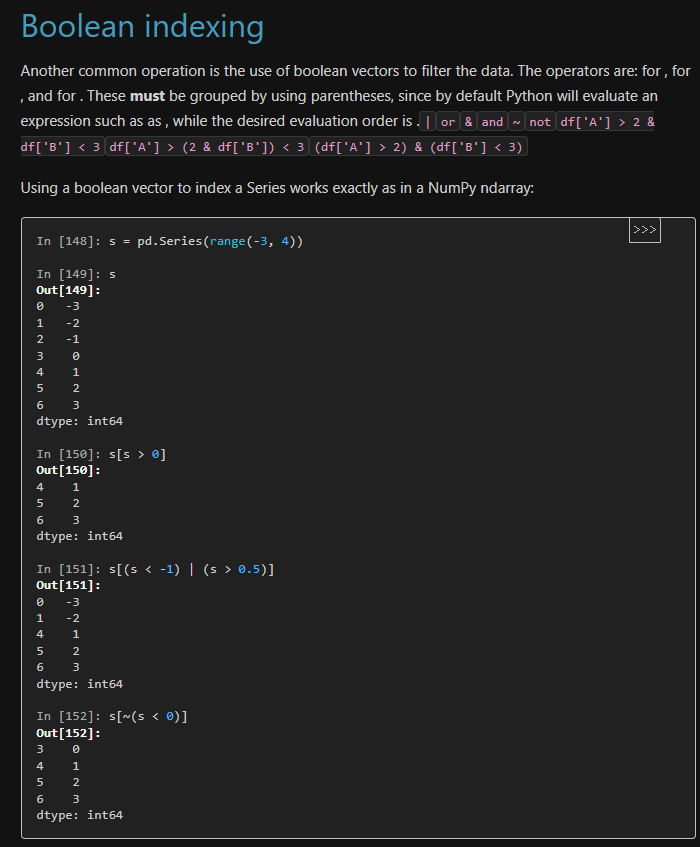 Boolean indexing
Another common operation is the use of boolean vectors to filter the data. The operators are: for , for
, and for . These must be grouped by using parentheses, since by default Python will evaluate an
expression such as as , while the desired evaluation order is . | or & and ~ not df['A'] > 2 &
df['B'] < 3 df['A'] > (2 & df['B']) < 3 (df['A'] > 2) & (df['B'] < 3)
Using a boolean vector to index a Series works exactly as in a NumPy ndarray:
>>>
In [148]: s = pd.Series(range(-3, 4))
In [149]: s
Out[149]:
0 -3
1 -2
2 -1
3 0
4 1
5 2
6 3
dtype: int64
In [150]: s[s > 0]
Out[150]:
4 1
5 2
6 3
dtype: int64
In [151]: s[(s < -1) | (s > 0.5)]
Out[151]:
0 -3
1 -2
4 1
5 2
6 3
dtype: int64
In [152]: s[~(s < 0)]
Out[152]:
3 0
4 1
5 2
6 3
dtype: int64